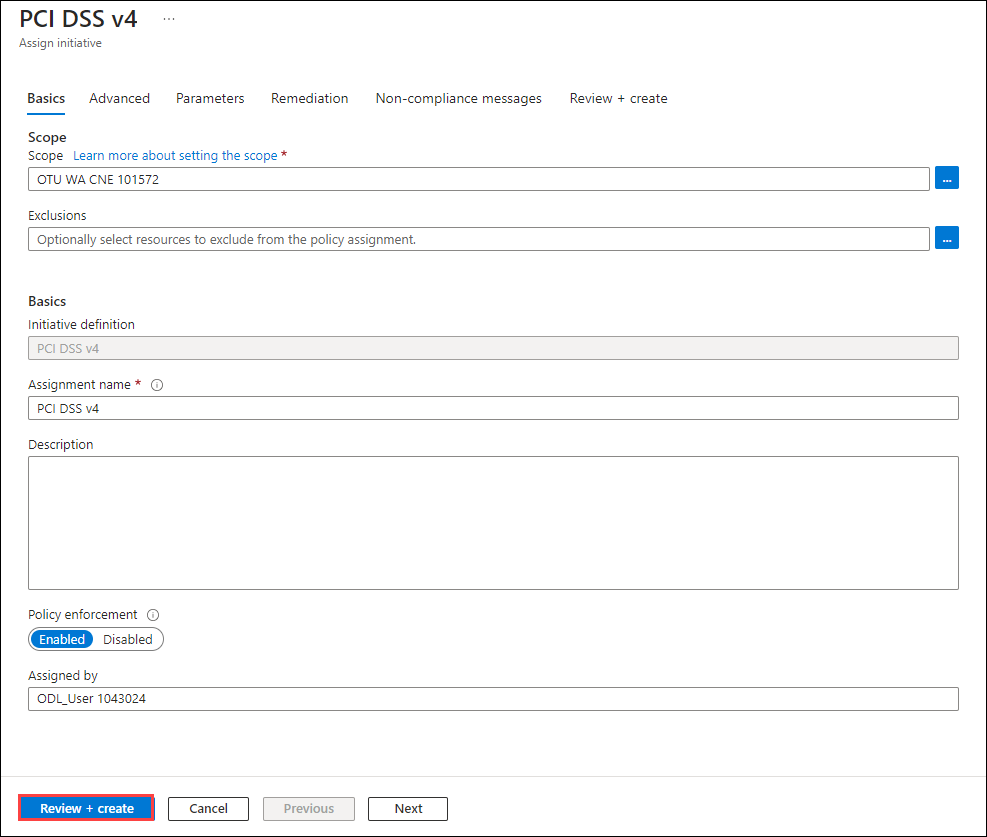 PCI DSS v4 ...
Assign initiative
Basics Advanced Parameters Remediation Non-compliance messages Review + create
Scope
Scope Learn more about setting the scope *
OTU WA CNE 101572 ...
Exclusions
Optionally select resources to exclude from the policy assignment. ...
Basics
Initiative definition
PCI DSS v4
Assignment name * i
PCI DSS v4
Description
Policy enforcement i
Enabled Disabled
Assigned by
ODL_User 1043024
Review + create Cancel Previous Next